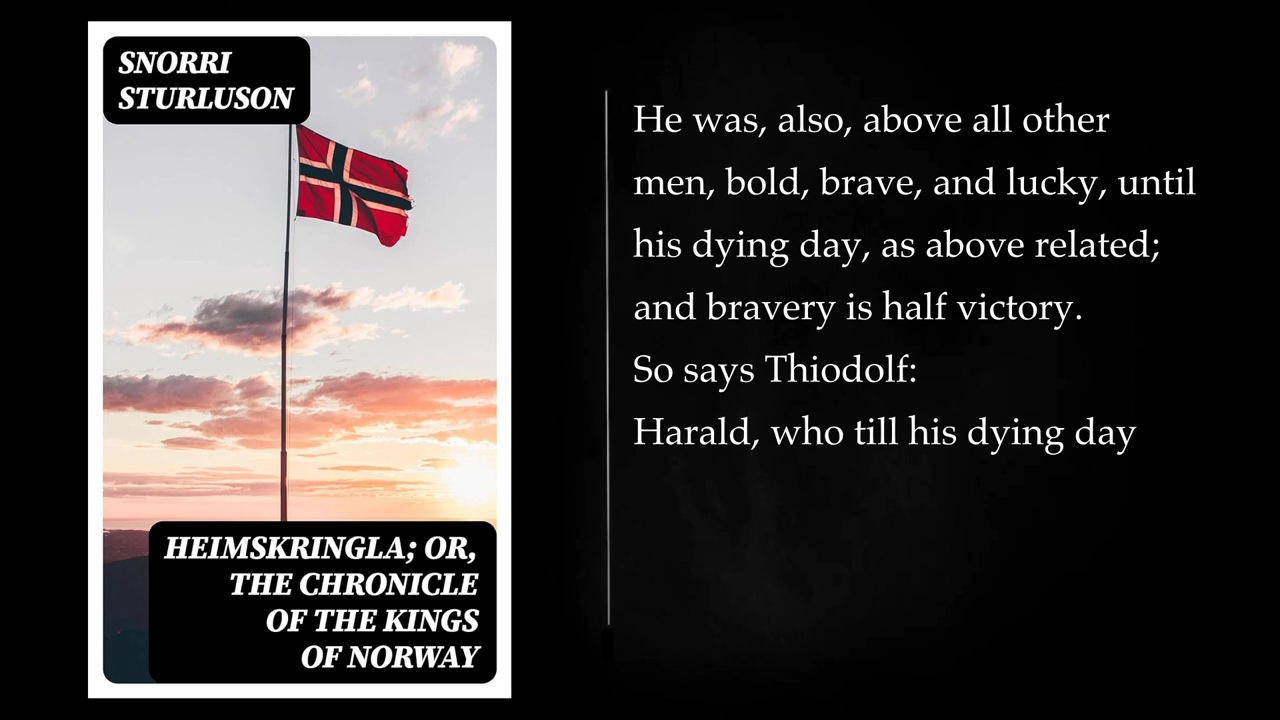 SNORRI
STURLUSON
HEIMSKRINGLA; OR,
THE CHRONICLE
OF THE KINGS
OF NORWAY
He was, also, above all other
men, bold, brave, and lucky, until
his dying day, as above related;
and bravery is half victory.
So says Thiodolf:
Harald, who till his dying day